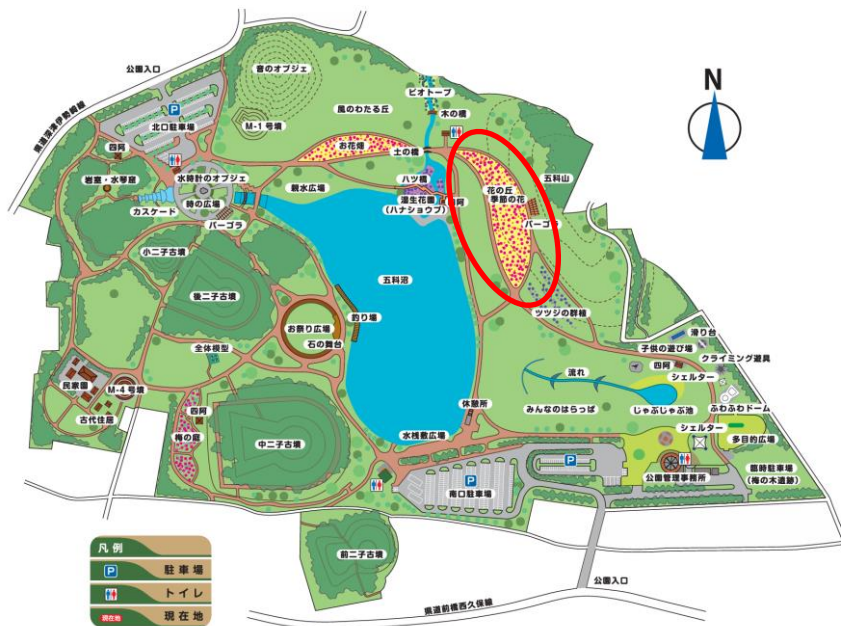 公園入口
音のオブジェ
ビオトープ
N
県道深津伊勢崎線
P
北口駐車場
風のわたる丘
木の橋
M-1号墳
お花畑
土の橋
四阿
岩室・水琴窟
水時計のオブジェ
八ツ橋
花の丘
季節の花
五料山
親水広場
湿生花園
(ハナショウブ)
四阿
時の広場
カスケード
パーゴラ
パーゴラ
小二子古墳
五料沼
後二子古墳
釣り場
ツツジの群植
お祭り広場
石の舞台
滑り台
子供の遊び場
全体模型
クライミング遊具
四阿
流れ
シェルター
民家園
M-4号墳
休憩所
みんなのはらっぱ
じゃぶじゃぶ池
ふわふわドーム
古代住居
四阿
梅の庭
シェルター
中二子古墳
水桟敷広場
多目的広場
P
公園管理事務所
臨時駐車場
(梅の木遺跡)
P
南口駐車場
前二子古墳
凡例
P 駐車場
トイレ
現在地 現在地
公園入口
県道前橋西久保線